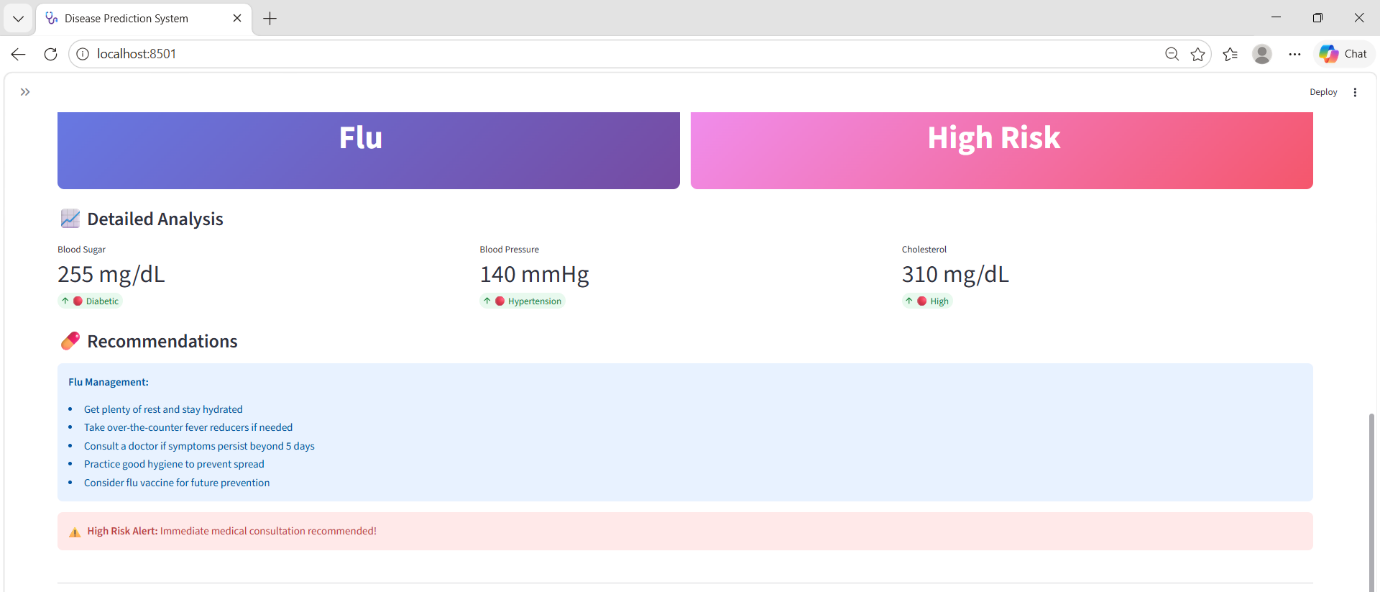 Disease Prediction System
localhost:8501
Chat
Deploy
Flu
High Risk
Detailed Analysis
Blood Sugar
Blood Pressure
Cholesterol
255 mg/dL
140 mmHg
310 mg/dL
↑ Diabetic
↑ Hypertension
↑ High
Recommendations
Flu Management:
• Get plenty of rest and stay hydrated
• Take over-the-counter fever reducers if needed
• Consult a doctor if symptoms persist beyond 5 days
• Practice good hygiene to prevent spread
• Consider flu vaccine for future prevention
High Risk Alert: Immediate medical consultation recommended!